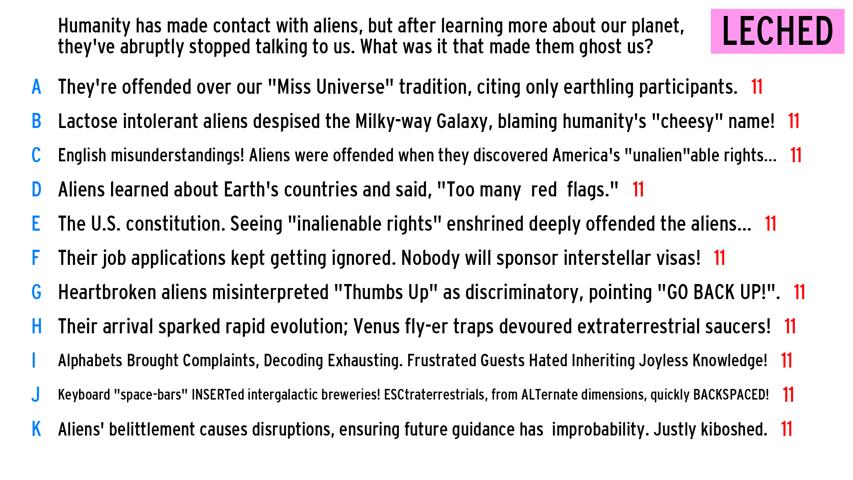 Humanity has made contact with aliens, but after learning more about our planet,
they've abruptly stopped talking to us. What was it that made them ghost us?
LECHED
A They're offended over our "Miss Universe" tradition, citing only earthling participants. 11
B Lactose intolerant aliens despised the Milky-way Galaxy, blaming humanity's "cheesy" name! 11
C English misunderstandings! Aliens were offended when they discovered America's "unalien"able rights... 11
D Aliens learned about Earth's countries and said, "Too many red flags." 11
E The U.S. constitution. Seeing "inalienable rights" enshrined deeply offended the aliens... 11
F Their job applications kept getting ignored. Nobody will sponsor interstellar visas! 11
G Heartbroken aliens misinterpreted "Thumbs Up" as discriminatory, pointing "GO BACK UP!". 11
H Their arrival sparked rapid evolution; Venus fly-er traps devoured extraterrestrial saucers! 11
I Alphabets Brought Complaints, Decoding Exhausting. Frustrated Guests Hated Inheriting Joyless Knowledge! 11
J Keyboard "space-bars" INSERTed intergalactic breweries! ESCtraterrestrials, from ALTernate dimensions, quickly BACKSPACED! 11
K Aliens' belittlement causes disruptions, ensuring future guidance has improbability. Justly kiboshed. 11